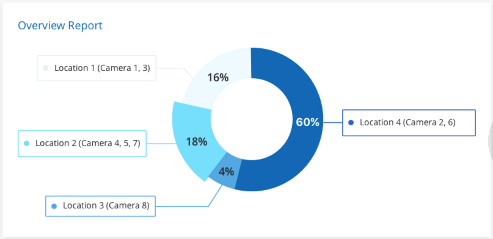 Overview Report
Location 1 (Camera 1, 3)
16%
60%
Location 4 (Camera 2, 6)
Location 2 (Camera 4, 5, 7)
18%
4%
Location 3 (Camera 8)